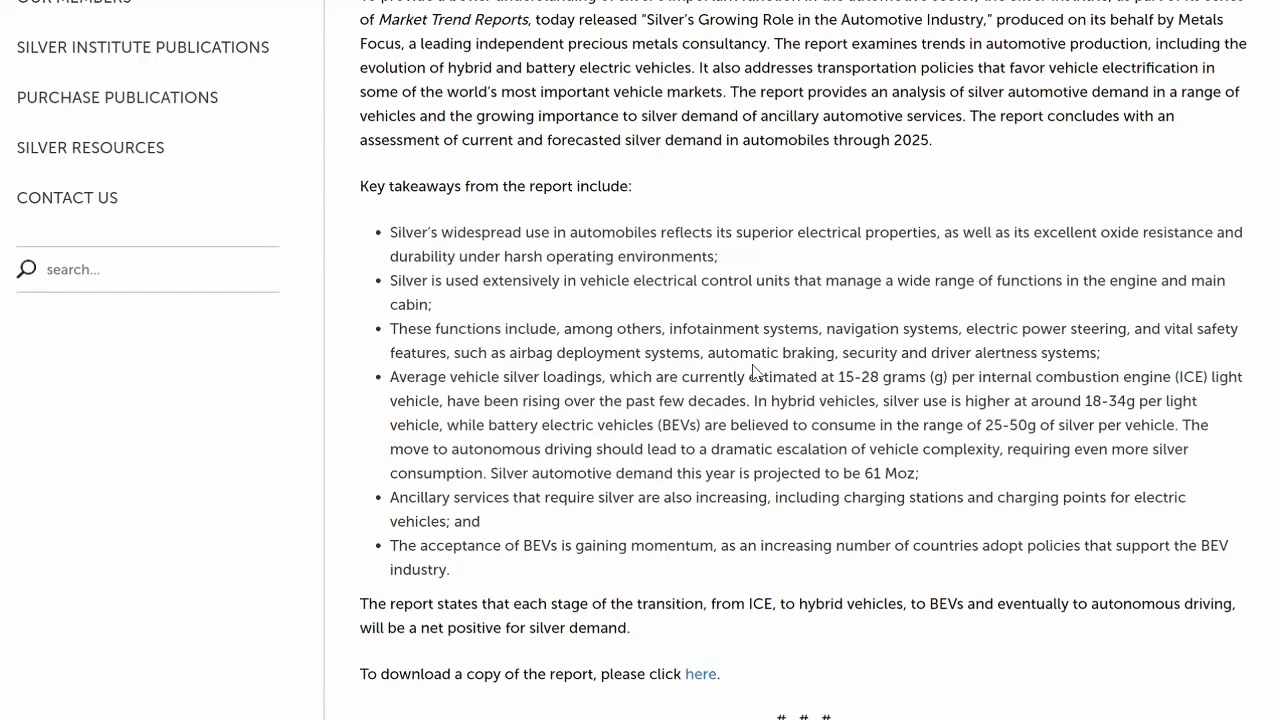 OUR MEMBERS
SILVER INSTITUTE PUBLICATIONS
PURCHASE PUBLICATIONS
SILVER RESOURCES
CONTACT US
search...
of Market Trend Reports, today released “Silver’s Growing Role in the Automotive Industry,” produced on its behalf by Metals
Focus, a leading independent precious metals consultancy. The report examines trends in automotive production, including the
evolution of hybrid and battery electric vehicles. It also addresses transportation policies that favor vehicle electrification in
some of the world’s most important vehicle markets. The report provides an analysis of silver automotive demand in a range of
vehicles and the growing importance to silver demand of ancillary automotive services. The report concludes with an
assessment of current and forecasted silver demand in automobiles through 2025.
Key takeaways from the report include:
• Silver’s widespread use in automobiles reflects its superior electrical properties, as well as its excellent oxide resistance and
durability under harsh operating environments;
• Silver is used extensively in vehicle electrical control units that manage a wide range of functions in the engine and main
cabin;
• These functions include, among others, infotainment systems, navigation systems, electric power steering, and vital safety
features, such as airbag deployment systems, automatic braking, security and driver alertness systems;
• Average vehicle silver loadings, which are currently estimated at 15-28 grams (g) per internal combustion engine (ICE) light
vehicle, have been rising over the past few decades. In hybrid vehicles, silver use is higher at around 18-34g per light
vehicle, while battery electric vehicles (BEVs) are believed to consume in the range of 25-50g of silver per vehicle. The
move to autonomous driving should lead to a dramatic escalation of vehicle complexity, requiring even more silver
consumption. Silver automotive demand this year is projected to be 61 Moz;
• Ancillary services that require silver are also increasing, including charging stations and charging points for electric
vehicles; and
• The acceptance of BEVs is gaining momentum, as an increasing number of countries adopt policies that support the BEV
industry.
The report states that each stage of the transition, from ICE, to hybrid vehicles, to BEVs and eventually to autonomous driving,
will be a net positive for silver demand.
To download a copy of the report, please click here.
# # #